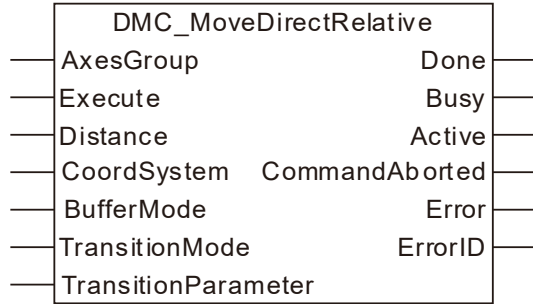 DMC_MoveDirectRelative
AxesGroup Done
Execute Busy
Distance Active
CoordSystem CommandAborted
BufferMode Error
TransitionMode ErrorID
TransitionParameter